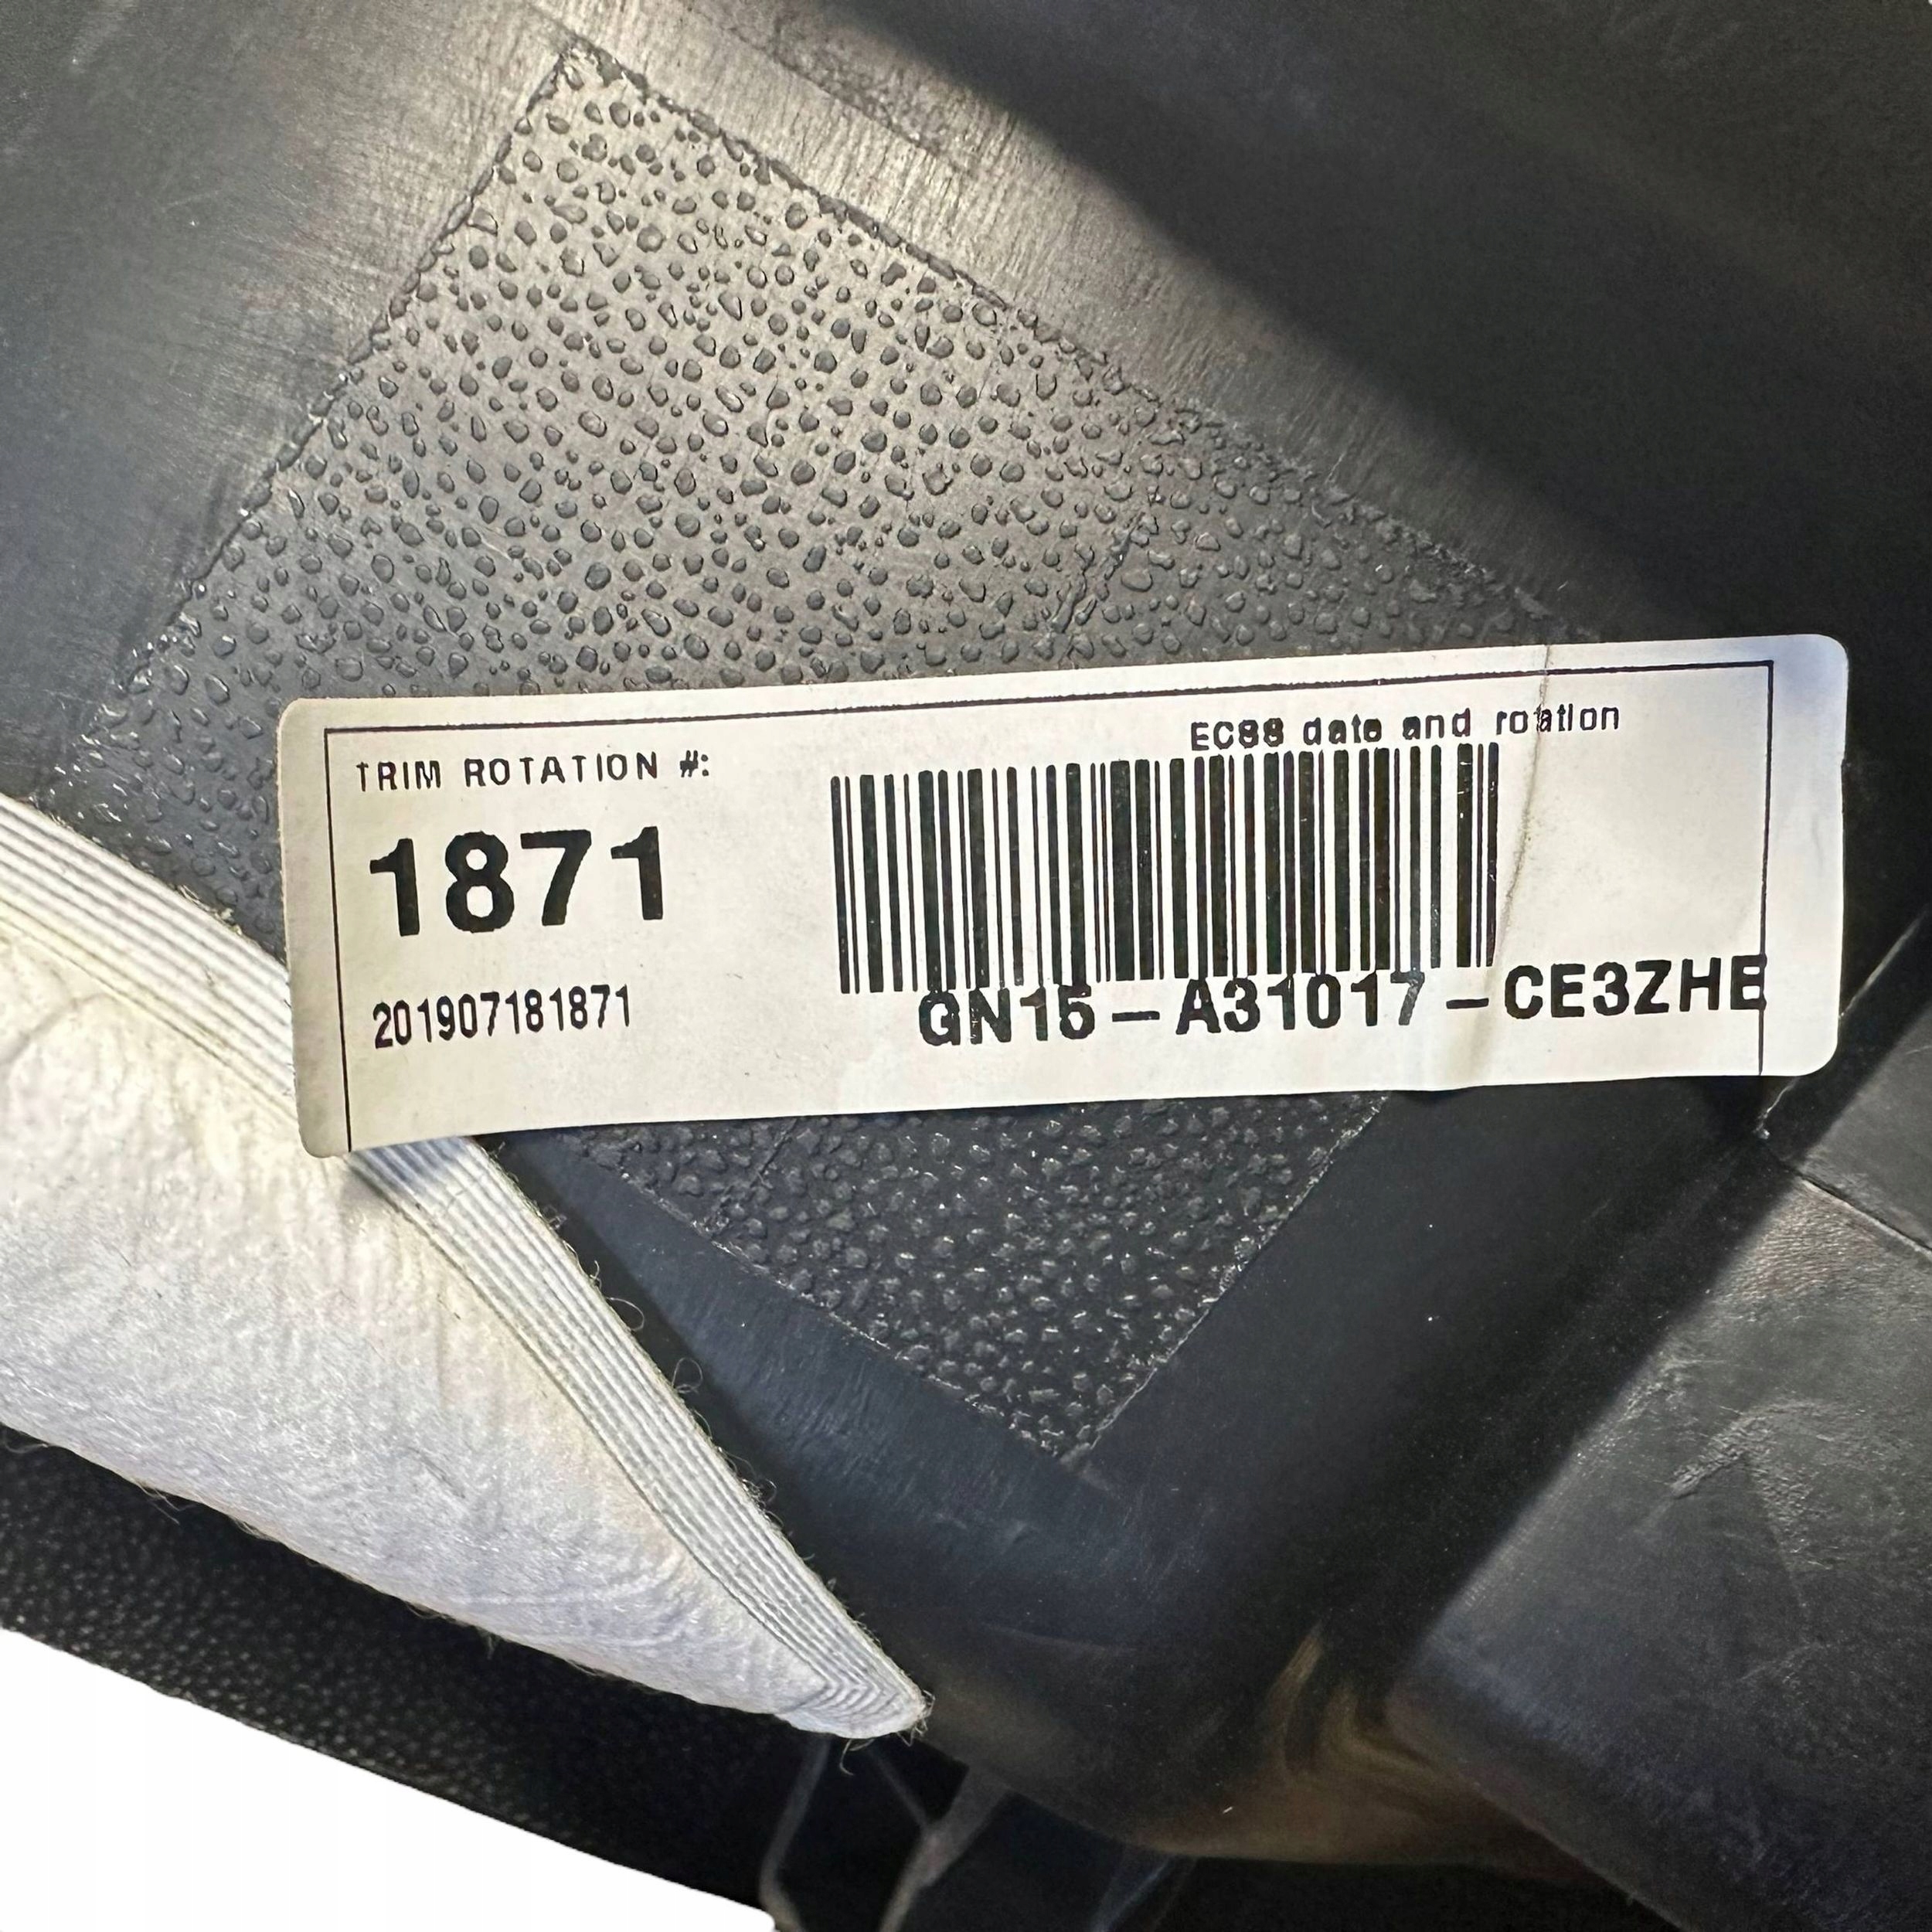 EC88 date and rotation
TRIM ROTATION #:
1871
201907181871
GN15-A31017-CE3ZHE